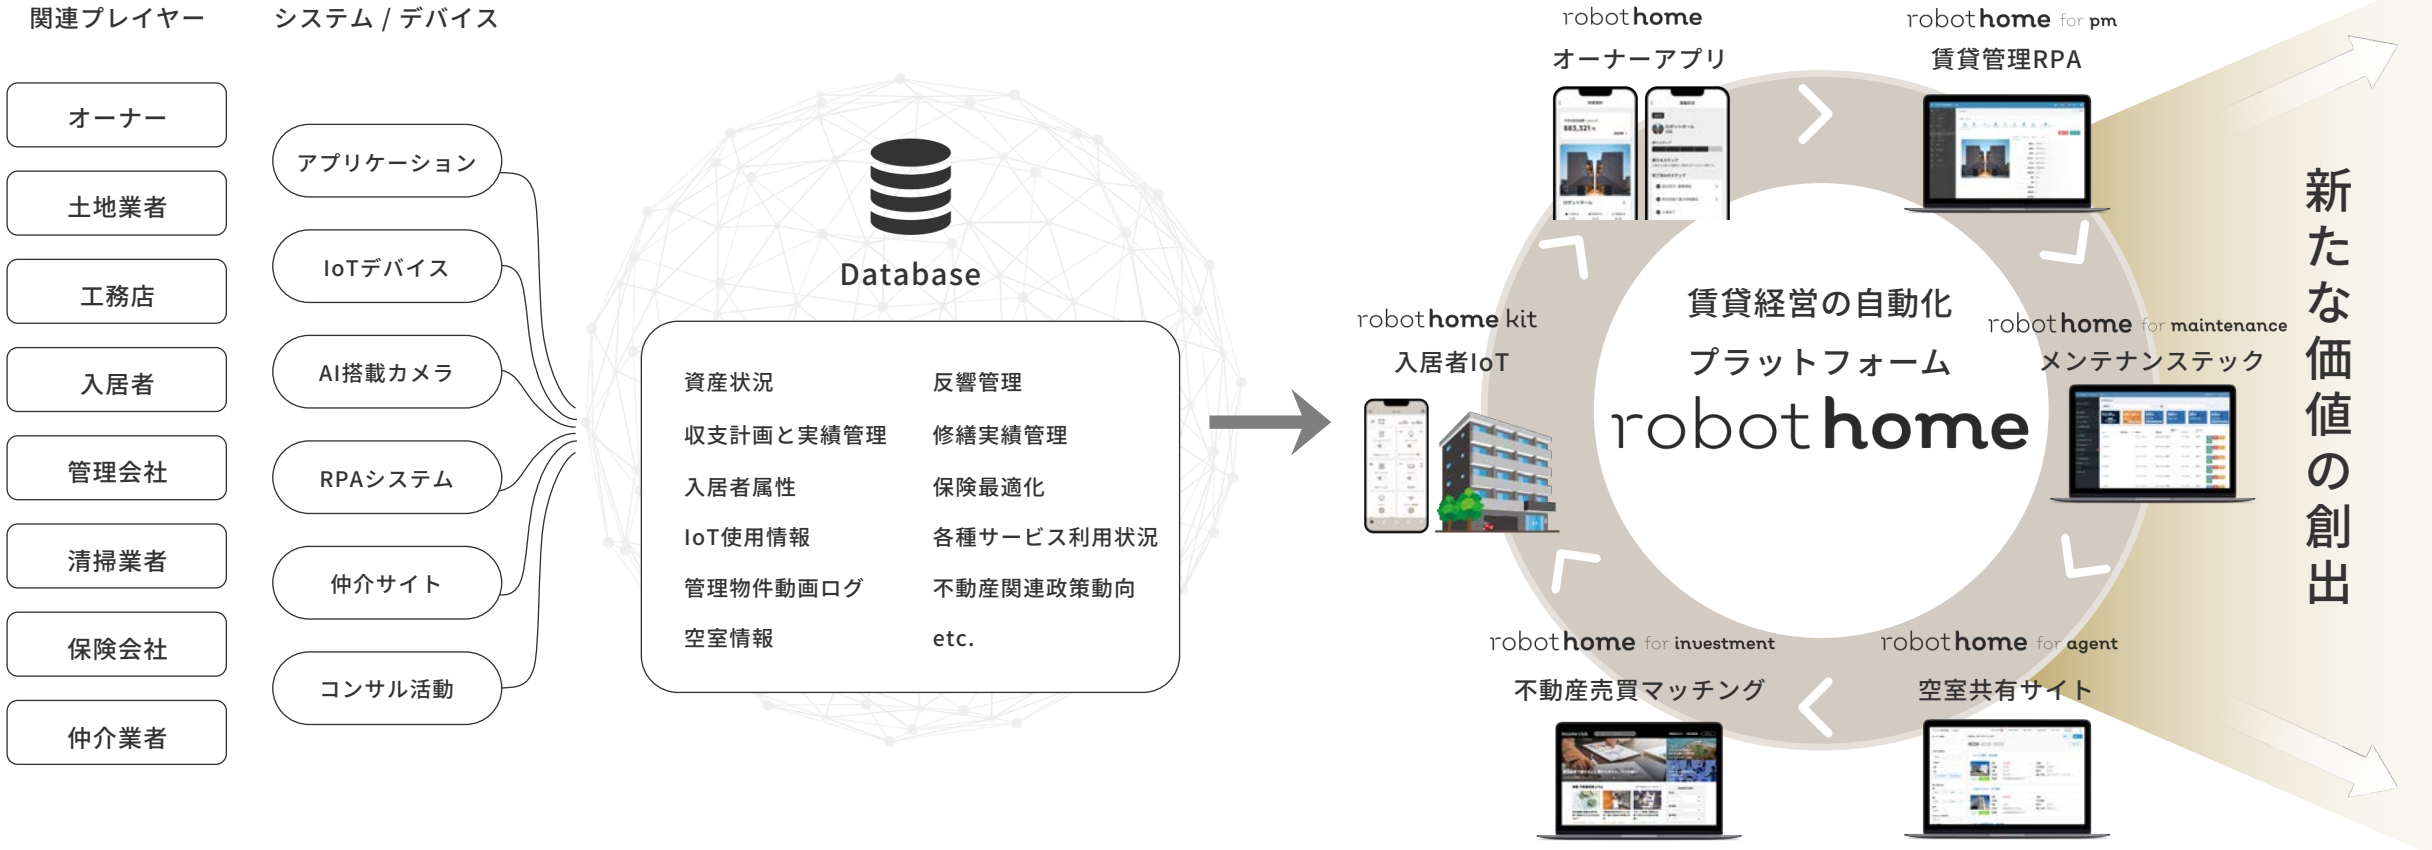 関連プレイヤー
オーナー
土地業者
工務店
入居者
管理会社
清掃業者
保険会社
仲介業者
システム / デバイス
アプリケーション
IoTデバイス
AI搭載カメラ
RPAシステム
仲介サイト
コンサル活動
Database
資産状況
収支計画と実績管理
入居者属性
IoT使用情報
管理物件動画ログ
空室情報
反響管理
修繕実績管理
保険最適化
各種サービス利用状況
不動産関連政策動向
etc.
robot home
オーナーアプリ
885,321
robot home for pm
賃貸管理RPA
robot home kit
入居者IoT
賃貸経営の自動化
プラットフォーム
robot home
robot home for maintenance
メンテナンステック
robot home for investment
不動産売買マッチング
robot home for agent
空室共有サイト
新たな価値の創出